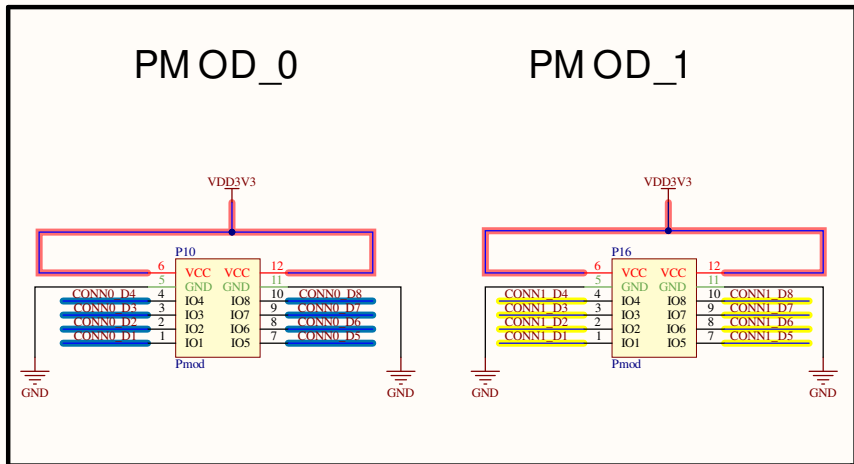 PMOD_0 PMOD_1
VDD3V3 VDD3V3
P10 P16
6 VCC VCC 12 6 VCC VCC 12
5 GND GND 11 5 GND GND 11
CONN0_D4 4 IO4 IO8 10 CONN0_D8 CONN1_D4 4 IO4 IO8 10 CONN1_D8
CONN0_D3 3 IO3 IO7 9 CONN0_D7 CONN1_D3 3 IO3 IO7 9 CONN1_D7
CONN0_D2 2 IO2 IO6 8 CONN0_D6 CONN1_D2 2 IO2 IO6 8 CONN1_D6
CONN0_D1 1 IO1 IO5 7 CONN0_D5 CONN1_D1 1 IO1 IO5 7 CONN1_D5
Pmod Pmod
GND GND GND GND